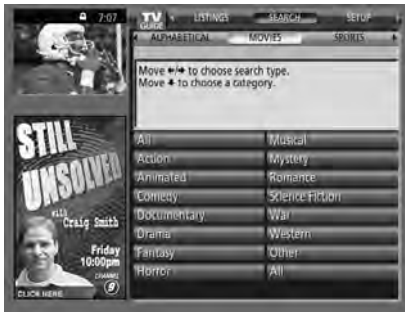 7:07
TV GUIDE LISTINGS SEARCH SETUP
ALPHABETICAL MOVIES SPORTS
Move ←/→ to choose search type.
Move ↓ to choose a category.
All Musical
Action Mystery
Animated Romance
Comedy Science Fiction
Documentary War
Drama Western
Fantasy Other
Horror All
STILL
UNSOLVED
with
Craig Smith
Friday
10:00pm
CHANNEL
9
CLICK HERE